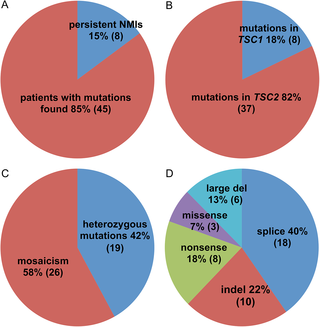 A
persistent NMIs
15% (8)
patients with mutations
found 85% (45)
B
mutations in
TSC1 18% (8)
mutations in TSC2 82%
(37)
C
heterozygous
mutations 42%
(19)
mosaicism
58% (26)
D
large del
13% (6)
missense
7% (3)
nonsense
18% (8)
splice 40%
(18)
indel 22%
(10)